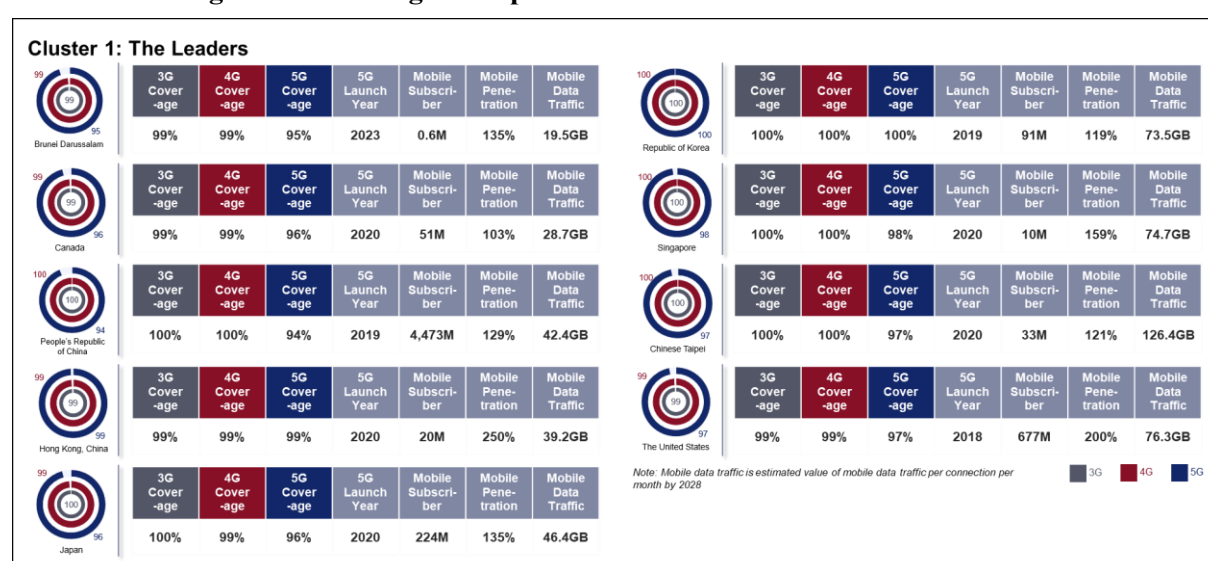 Cluster 1: The Leaders
99
99
95
Brunei Darussalam
3G Cover-age
4G Cover-age
5G Cover-age
5G Launch Year
Mobile Subscri-ber
Mobile Pene-tration
Mobile Data Traffic
99% 99% 95% 2023 0.6M 135% 19.5GB
99
99
96
Canada
3G Cover-age
4G Cover-age
5G Cover-age
5G Launch Year
Mobile Subscri-ber
Mobile Pene-tration
Mobile Data Traffic
99% 99% 96% 2020 51M 103% 28.7GB
100
100
94
People's Republic
of China
3G Cover-age
4G Cover-age
5G Cover-age
5G Launch Year
Mobile Subscri-ber
Mobile Pene-tration
Mobile Data Traffic
100% 100% 94% 2019 4,473M 129% 42.4GB
99
99
99
Hong Kong, China
3G Cover-age
4G Cover-age
5G Cover-age
5G Launch Year
Mobile Subscri-ber
Mobile Pene-tration
Mobile Data Traffic
99% 99% 99% 2020 20M 250% 39.2GB
99
100
96
Japan
3G Cover-age
4G Cover-age
5G Cover-age
5G Launch Year
Mobile Subscri-ber
Mobile Pene-tration
Mobile Data Traffic
100% 99% 96% 2020 224M 135% 46.4GB
100
100
100
Republic of Korea
3G Cover-age
4G Cover-age
5G Cover-age
5G Launch Year
Mobile Subscri-ber
Mobile Pene-tration
Mobile Data Traffic
100% 100% 100% 2019 91M 119% 73.5GB
100
100
98
Singapore
3G Cover-age
4G Cover-age
5G Cover-age
5G Launch Year
Mobile Subscri-ber
Mobile Pene-tration
Mobile Data Traffic
100% 100% 98% 2020 10M 159% 74.7GB
100
100
97
Chinese Taipei
3G Cover-age
4G Cover-age
5G Cover-age
5G Launch Year
Mobile Subscri-ber
Mobile Pene-tration
Mobile Data Traffic
100% 100% 97% 2020 33M 121% 126.4GB
99
99
97
The United States
3G Cover-age
4G Cover-age
5G Cover-age
5G Launch Year
Mobile Subscri-ber
Mobile Pene-tration
Mobile Data Traffic
99% 99% 97% 2018 677M 200% 76.3GB
Note: Mobile data traffic is estimated value of mobile data traffic per connection per
month by 2028
3G 4G 5G